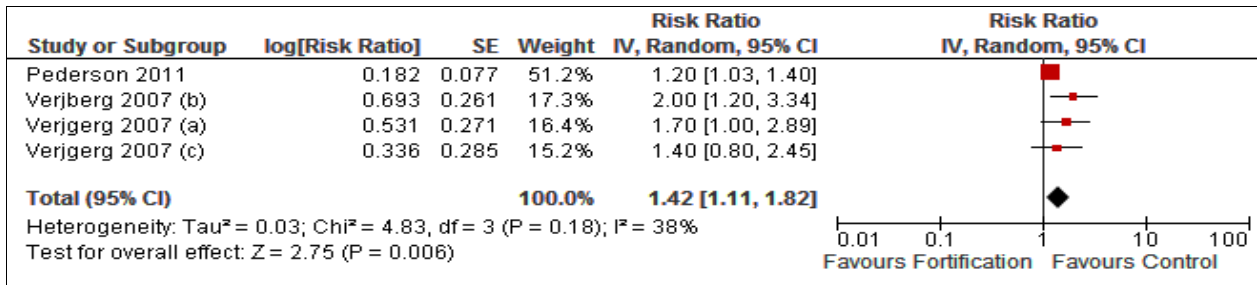 Risk Ratio Risk Ratio
Study or Subgroup log[Risk Ratio] SE Weight IV, Random, 95% CI IV, Random, 95% CI
Pederson 2011 0.182 0.077 51.2% 1.20 [1.03, 1.40]
Verjberg 2007 (b) 0.693 0.261 17.3% 2.00 [1.20, 3.34]
Verjgerg 2007 (a) 0.531 0.271 16.4% 1.70 [1.00, 2.89]
Verjgerg 2007 (c) 0.336 0.285 15.2% 1.40 [0.80, 2.45]
Total (95% CI) 100.0% 1.42 [1.11, 1.82]
Heterogeneity: Tau² = 0.03; Chi² = 4.83, df = 3 (P = 0.18); I² = 38%
Test for overall effect: Z = 2.75 (P = 0.006)
0.01 0.1 1 10 100
Favours Fortification Favours Control